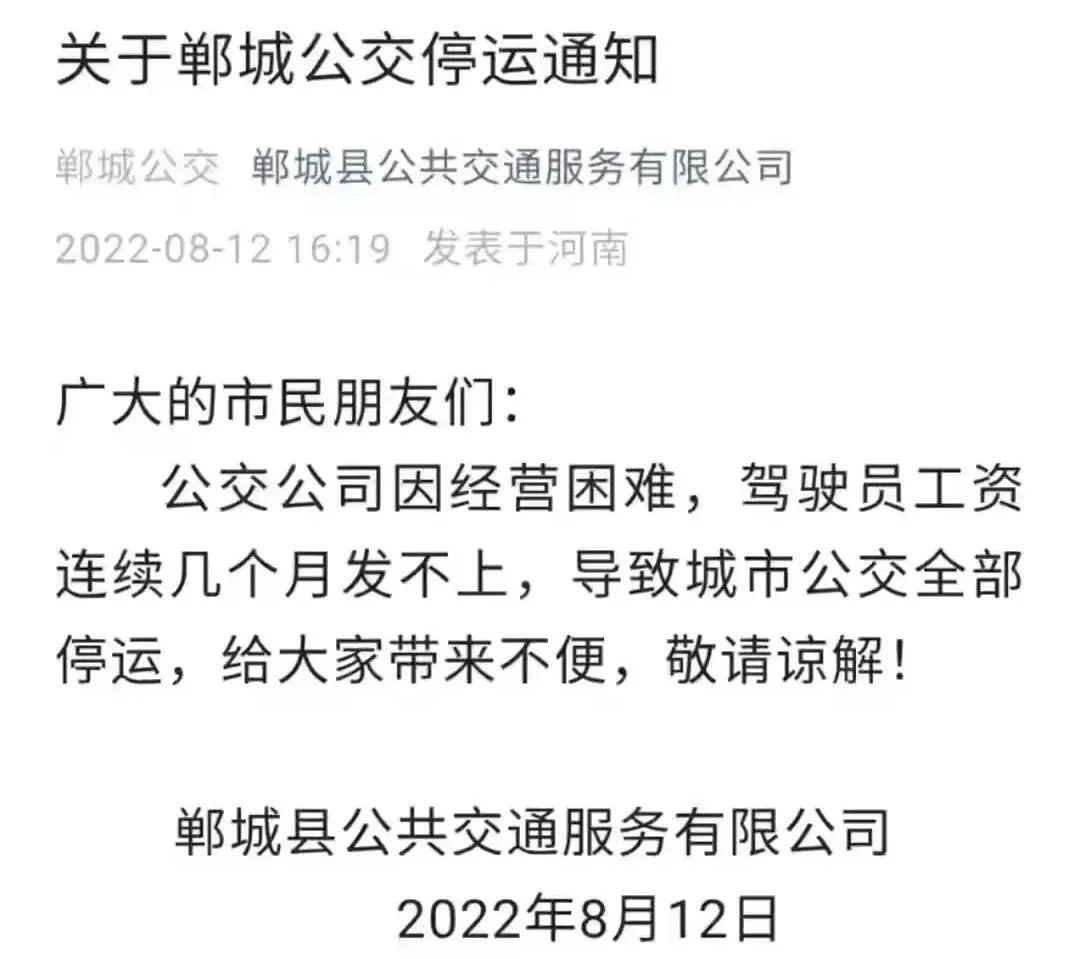 关于郸城公交停运通知
郸城公交 郸城县公共交通服务有限公司
2022-08-12 16:19 发表于河南
广大的市民朋友们：
公交公司因经营困难，驾驶员工资
连续几个月发不上，导致城市公交全部
停运，给大家带来不便，敬请谅解！
郸城县公共交通服务有限公司
2022年8月12日